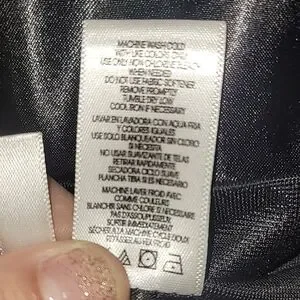 MACHINE WASH COLD
WITH LIKE COLORS
USE ONLY NON CHLORINE BLEACH
WHEN NEEDED
DO NOT USE FABRIC SOFTENER
REMOVE PROMPTLY
TUMBLE DRY LOW
COOL IRON IF NECESSARY
LAVAR EN LAVADORA CON AGUA FRIA
Y COLORES IGUALES
USE SOLO BLANQUEADOR SIN CLORO
SI NECESARIO
NO USAR SUAVIZANTE DE TELAS
RETIRAR RAPIDAMENTE
SECADORA CICLO SUAVE
PLANCHA TIBIA SI ES NECESARIO
MACHINE LAVER FROID AVEC
COULEURS COMME
BLANCHIR SANS CHLORE SI NECESSAIRE
PAS D'ASSOUPLISSEUR
SORTIR IMMEDIATEMENT
SÉCHER À LA MACHINE CYCLE DOUX
REPASSER AU FER FROID